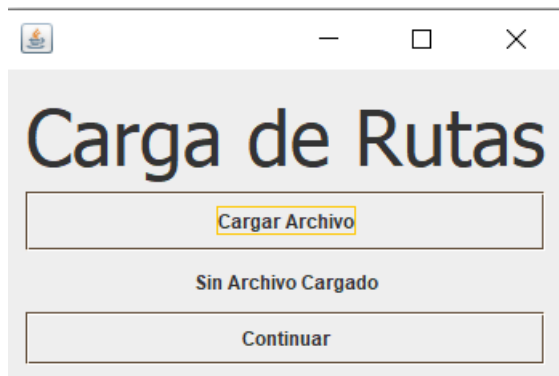 Carga de Rutas
Cargar Archivo
Sin Archivo Cargado
Continuar